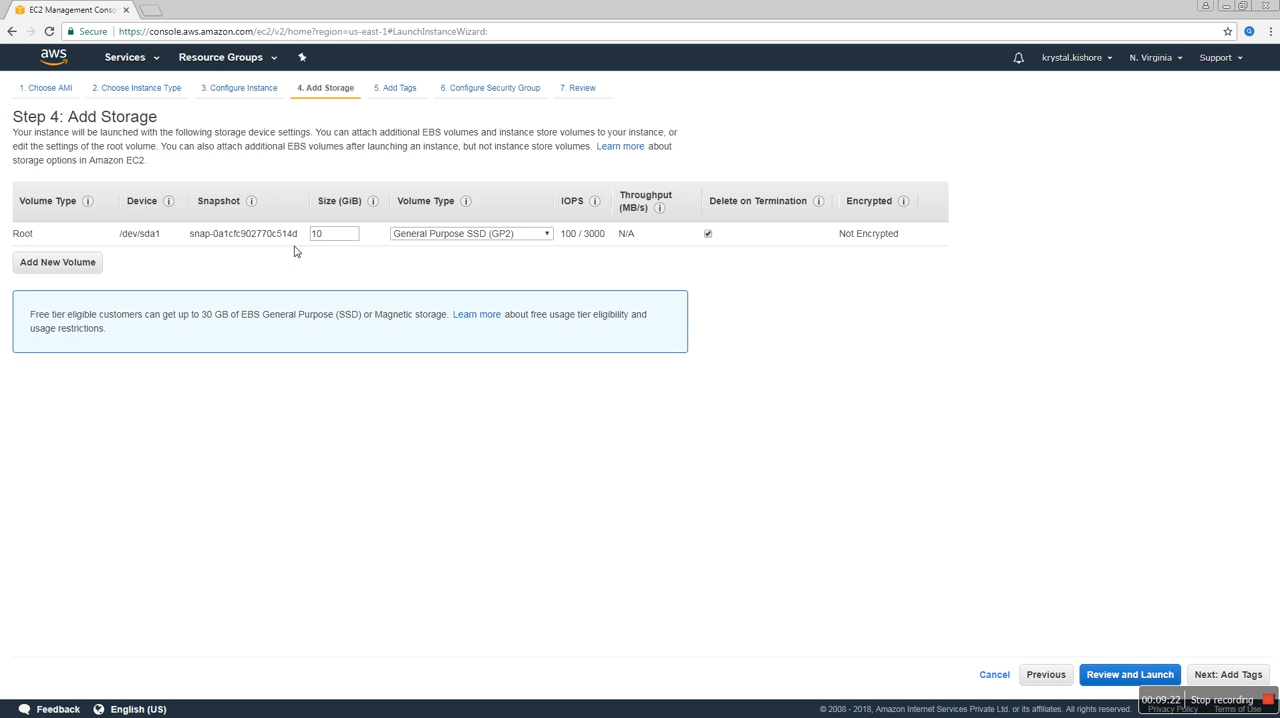 EC2 Management Conso
Secure https://console.aws.amazon.com/ec2/v2/home?region=us-east-1#LaunchInstanceWizard:
aws Services Resource Groups krystal.kishore N. Virginia Support
1. Choose AMI 2. Choose Instance Type 3. Configure Instance 4. Add Storage 5. Add Tags 6. Configure Security Group 7. Review
Step 4: Add Storage
Your instance will be launched with the following storage device settings. You can attach additional EBS volumes and instance store volumes to your instance, or
edit the settings of the root volume. You can also attach additional EBS volumes after launching an instance, but not instance store volumes. Learn more about
storage options in Amazon EC2.
Volume Type Device Snapshot Size (GiB) Volume Type IOPS Throughput (MB/s) Delete on Termination Encrypted
Root /dev/sda1 snap-0a1cfc902770c514d 10 General Purpose SSD (GP2) 100 / 3000 N/A Not Encrypted
Add New Volume
Free tier eligible customers can get up to 30 GB of EBS General Purpose (SSD) or Magnetic storage. Learn more about free usage tier eligibility and
usage restrictions.
Cancel Previous Review and Launch Next: Add Tags
00:09:22 Stop recording
Feedback English (US) © 2008 - 2018, Amazon Internet Services Private Ltd. or its affiliates. All rights reserved. Privacy Policy Terms of Use